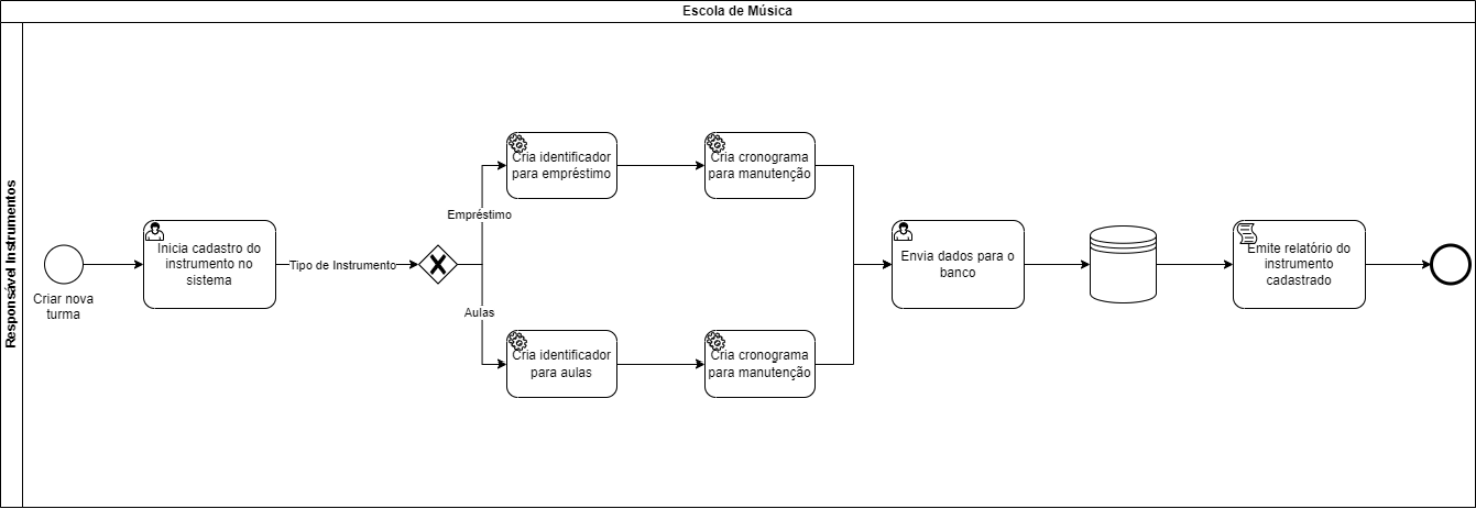 Escola de Música
Responsável Instrumentos
Criar nova
turma
Inicia cadastro do
instrumento no
sistema
Tipo de Instrumento
Empréstimo
Aulas
Cria identificador
para empréstimo
Cria cronograma
para manutenção
Cria identificador
para aulas
Cria cronograma
para manutenção
Envia dados para o
banco
Emite relatório do
instrumento
cadastrado